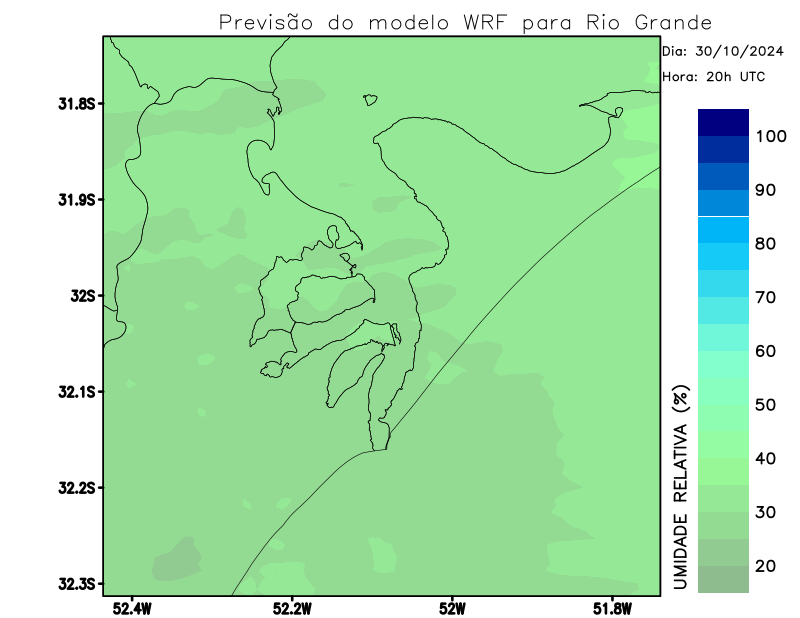 Previsão do modelo WRF para Rio Grande
Dia: 30/10/2024
Hora: 20h UTC
31.8S
31.9S
32S
32.1S
32.2S
32.3S
52.4W
52.2W
52W
51.8W
100
90
80
70
60
50
40
30
20
UMIDADE RELATIVA (%)